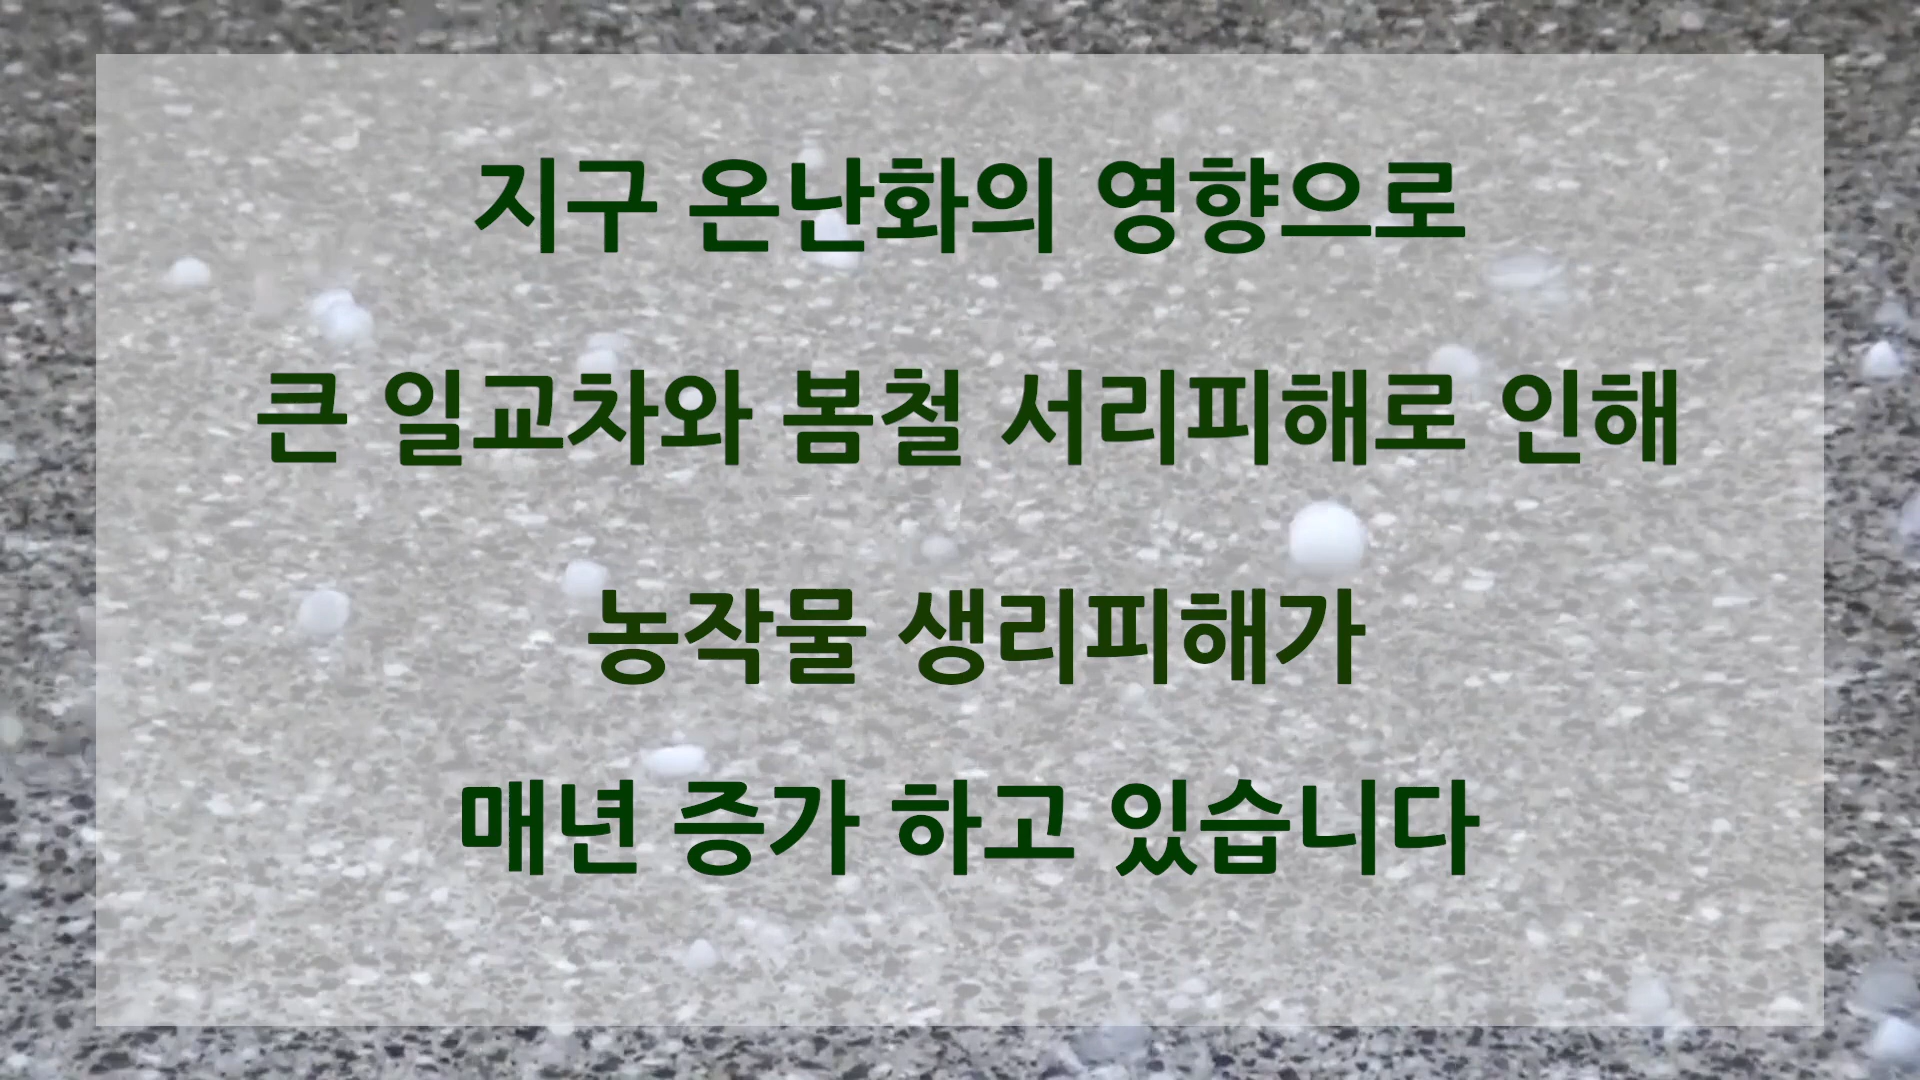 지구 온난화의 영향으로
큰 일교차와 봄철 서리피해로 인해
농작물 생리피해가
매년 증가 하고 있습니다